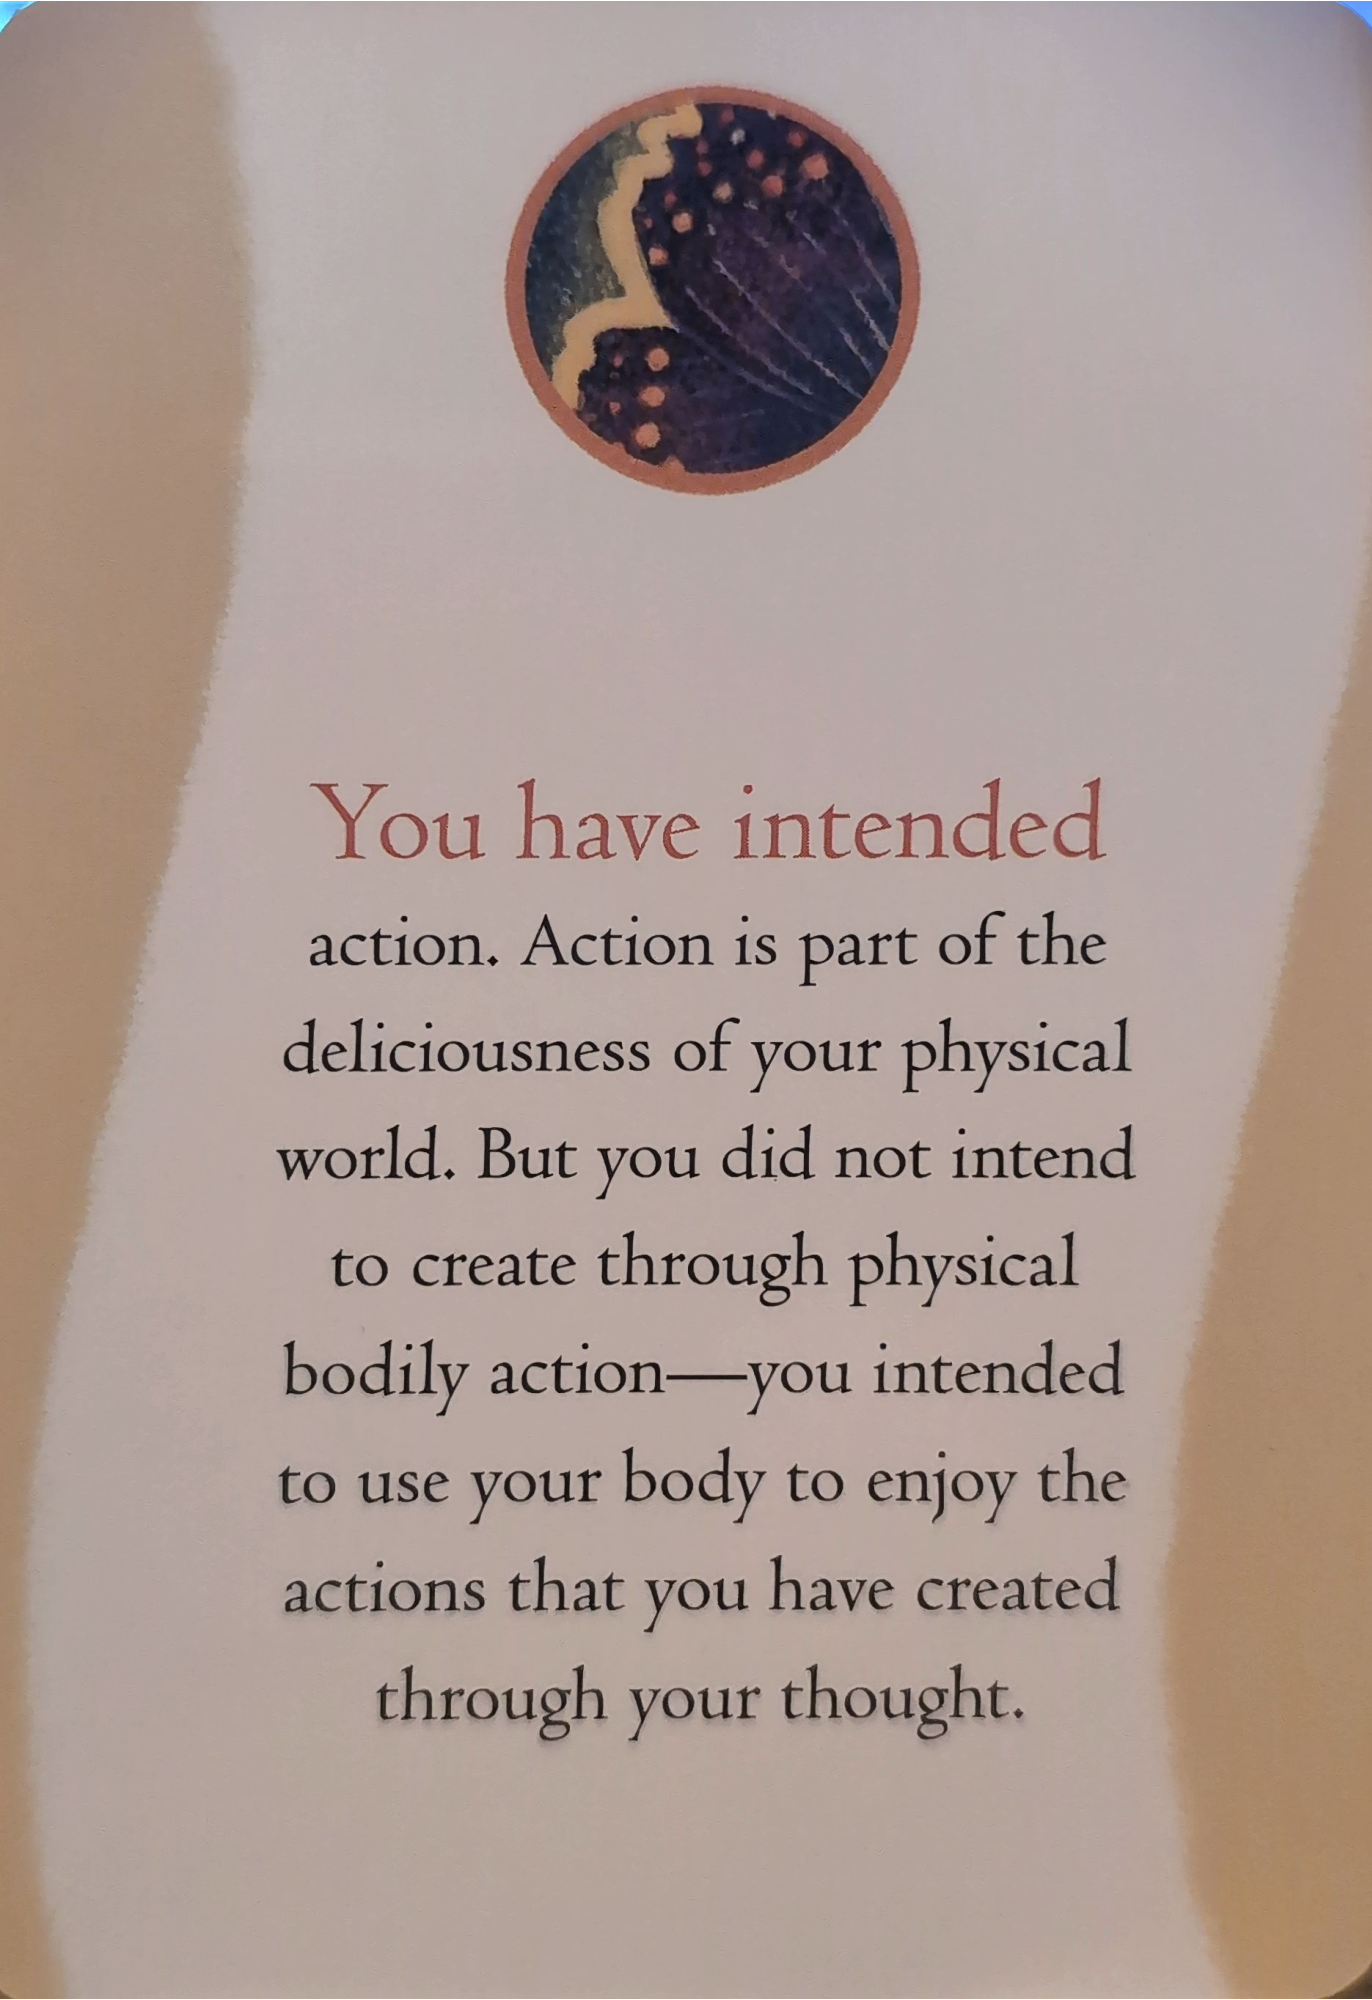 You have intended
action. Action is part of the
deliciousness of your physical
world. But you did not intend
to create through physical
bodily action—you intended
to use your body to enjoy the
actions that you have created
through your thought.